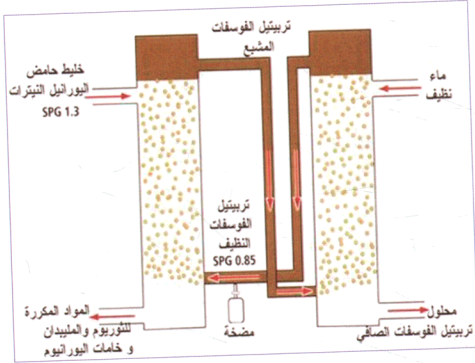 تربيتيل الفوسفات
المشبع
خليط حامض
اليورانيل النيترات
SPG 1.3
ماء
نظيف
تربيتيل
الفوسفات
النظيف
SPG 0.85
المواد المكررة
للثوريوم والمليبدان
و خامات اليورانيوم
مضخة
محلول
تربيتيل الفوسفات الصافي